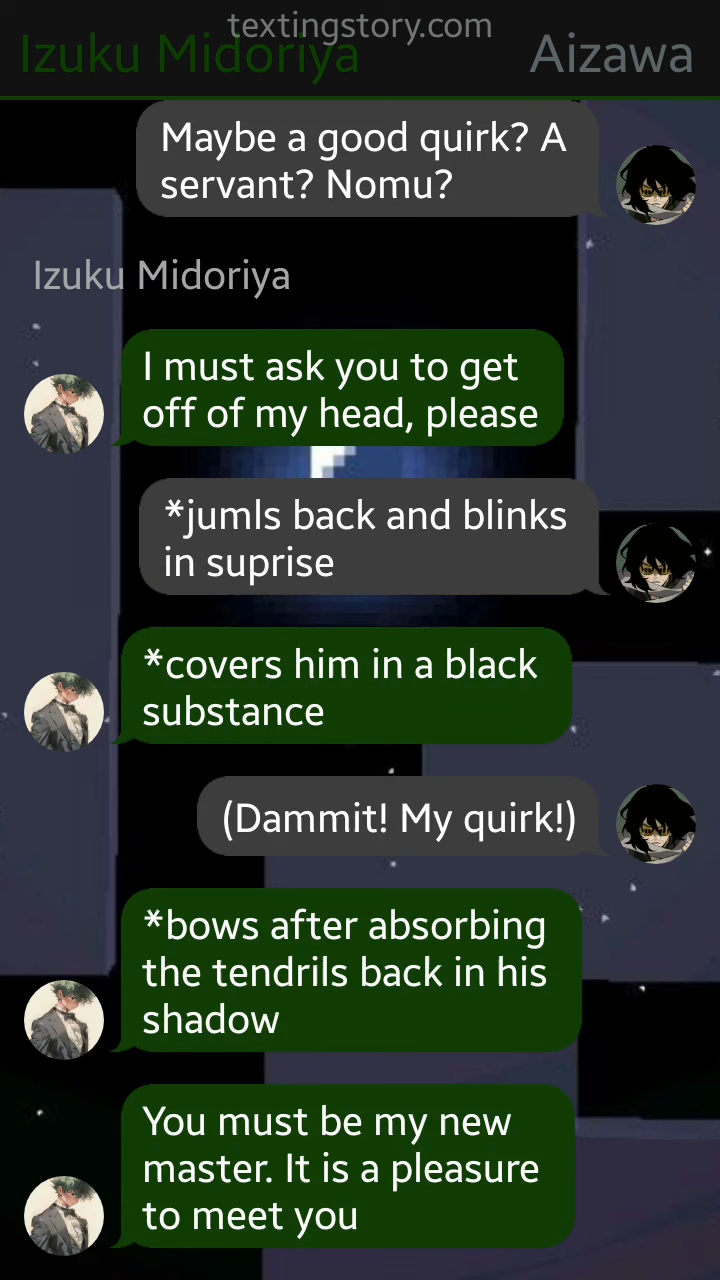 textingstory.com
Izuku Midoriya
Aizawa
Maybe a good quirk? A
servant? Nomu?
Izuku Midoriya
I must ask you to get
off of my head, please
*jumls back and blinks
in suprise
*covers him in a black
substance
(Dammit! My quirk!)
*bows after absorbing
the tendrils back in his
shadow
You must be my new
master. It is a pleasure
to meet you